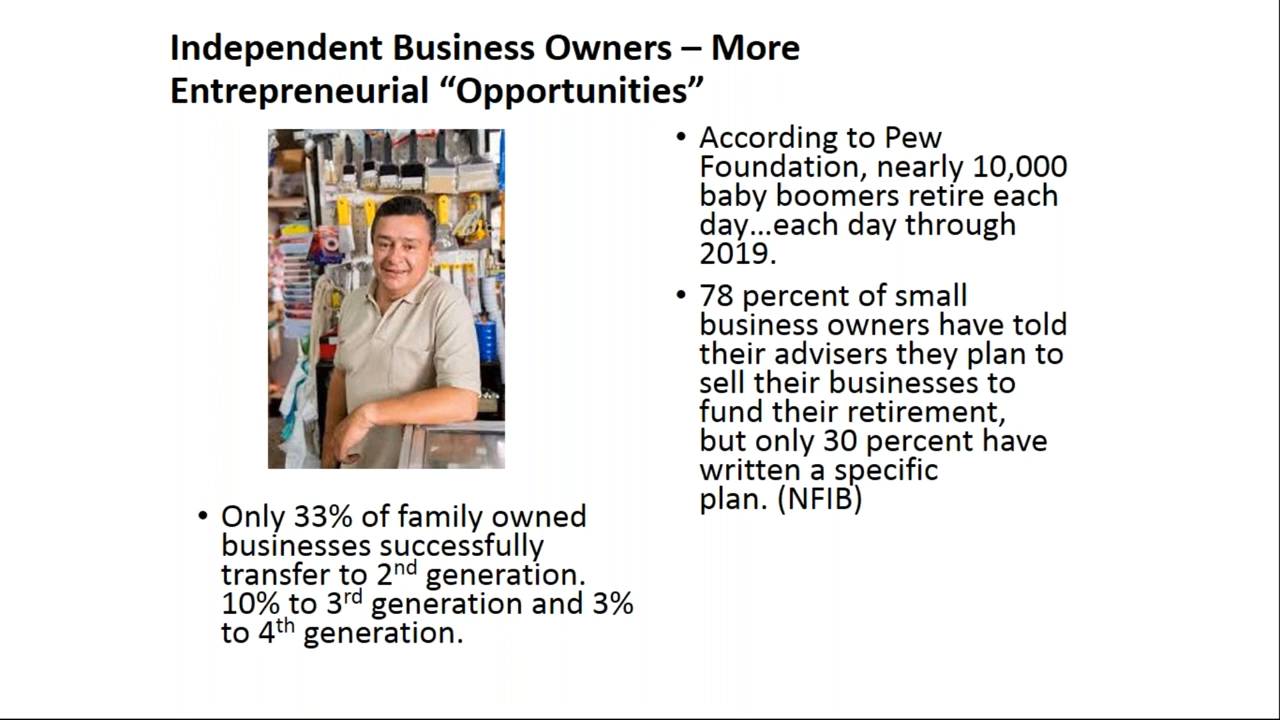 Independent Business Owners – More
Entrepreneurial “Opportunities”
• According to Pew
Foundation, nearly 10,000
baby boomers retire each
day…each day through
2019.
• 78 percent of small
business owners have told
their advisers they plan to
sell their businesses to
fund their retirement,
but only 30 percent have
written a specific
plan. (NFIB)
• Only 33% of family owned
businesses successfully
transfer to 2nd generation.
10% to 3rd generation and 3%
to 4th generation.